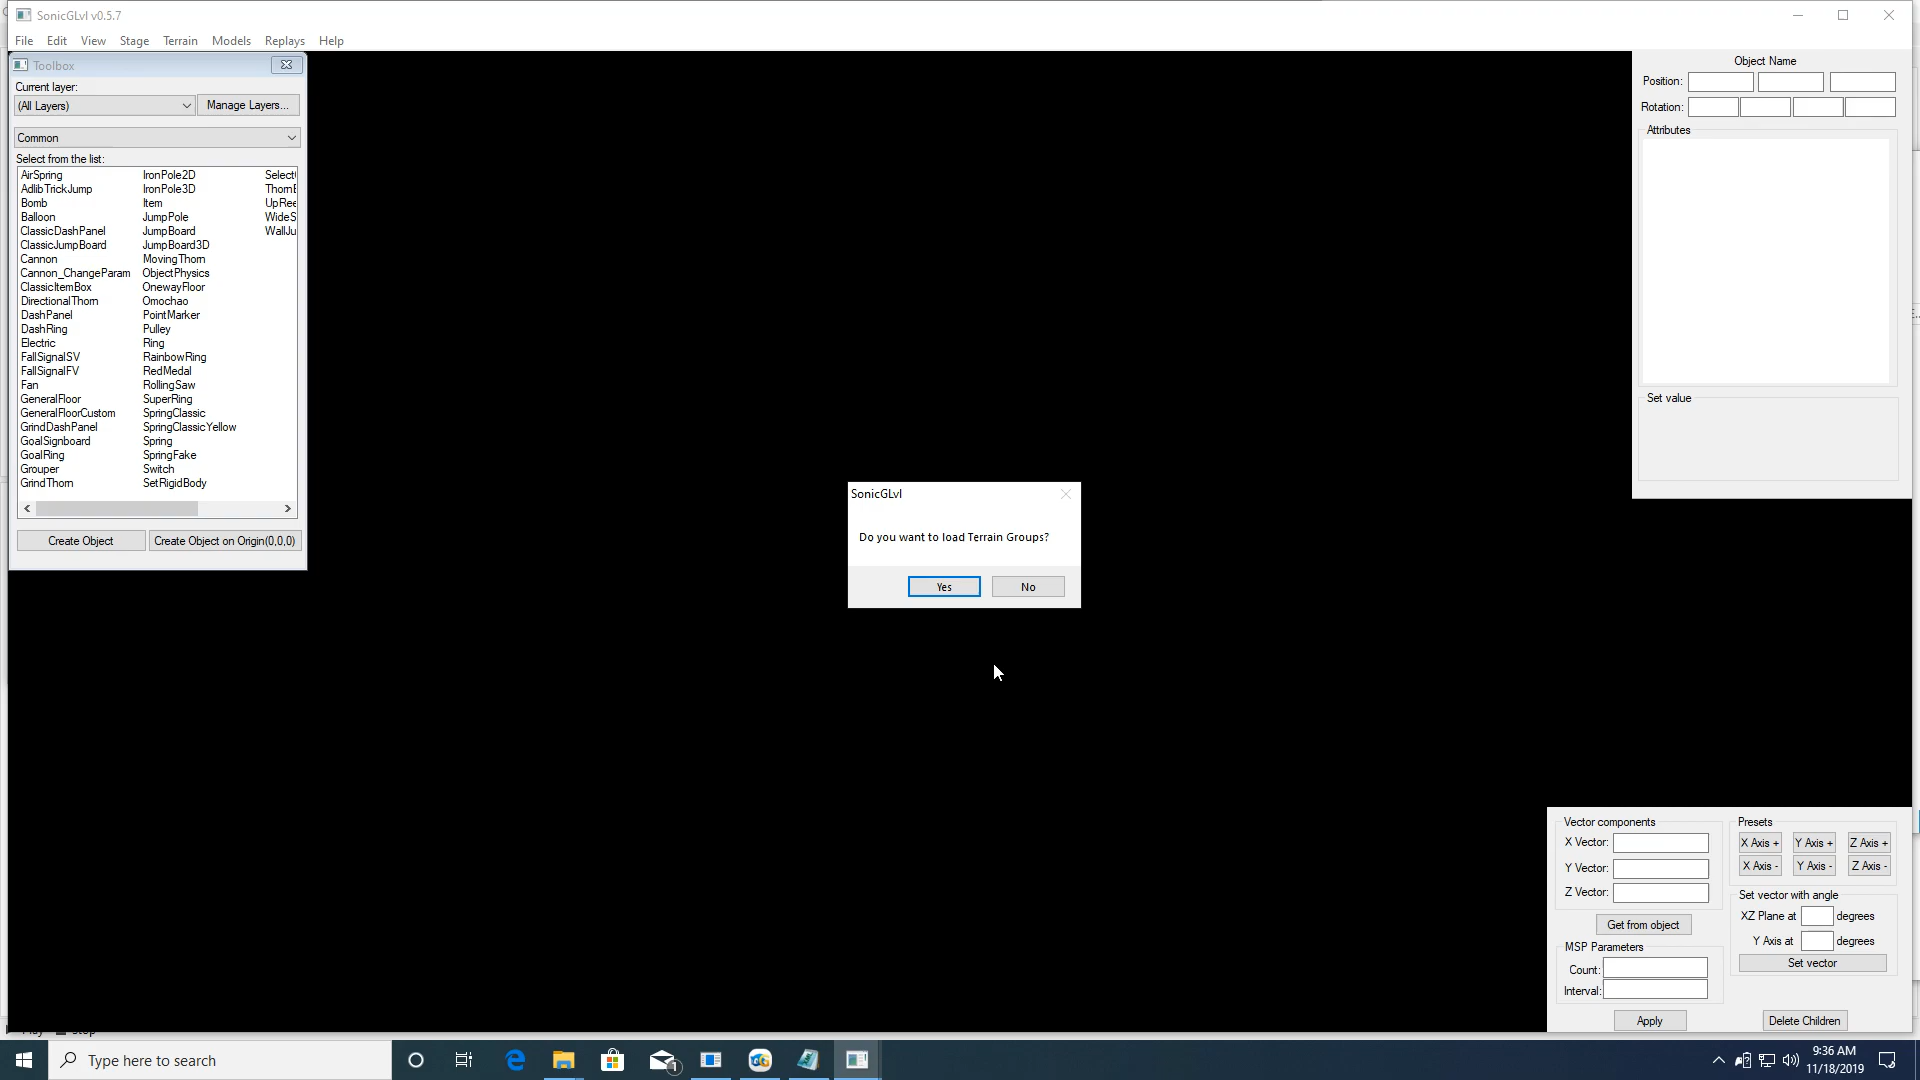 SonicGLvl v0.5.7
File Edit View Stage Terrain Models Replays Help
Toolbox
Current layer:
(All Layers) Manage Layers...
Common
Select from the list:
AirSpring IronPole2D
AdlibTrickJump IronPole3D
Bomb Item
Balloon JumpPole
ClassicDashPanel JumpBoard
ClassicJumpBoard JumpBoard3D
Cannon MovingThorn
Cannon_ChangeParam ObjectPhysics
ClassicItemBox OnewayFloor
DirectionalThorn Omochao
DashPanel PointMarker
DashRing Pulley
Electric Ring
FallSignalSV RainbowRing
FallSignalFV RedMedal
Fan RollingSaw
GeneralFloor SuperRing
GeneralFloorCustom SpringClassic
GrindDashPanel SpringClassicYellow
GoalSignboard Spring
GoalRing SpringFake
Grouper Switch
GrindThorn SetRigidBody
Create Object Create Object on Origin(0,0,0)
SonicGLvl
Do you want to load Terrain Groups?
Yes No
Object Name
Position:
Rotation:
Attributes
Set value
Vector components
X Vector:
Y Vector:
Z Vector:
Get from object
MSP Parameters
Count:
Interval:
Apply
Presets
X Axis + Y Axis + Z Axis +
X Axis - Y Axis - Z Axis -
Set vector with angle
XZ Plane at degrees
Y Axis at degrees
Set vector
Delete Children
Type here to search
1
9:36 AM
11/18/2019